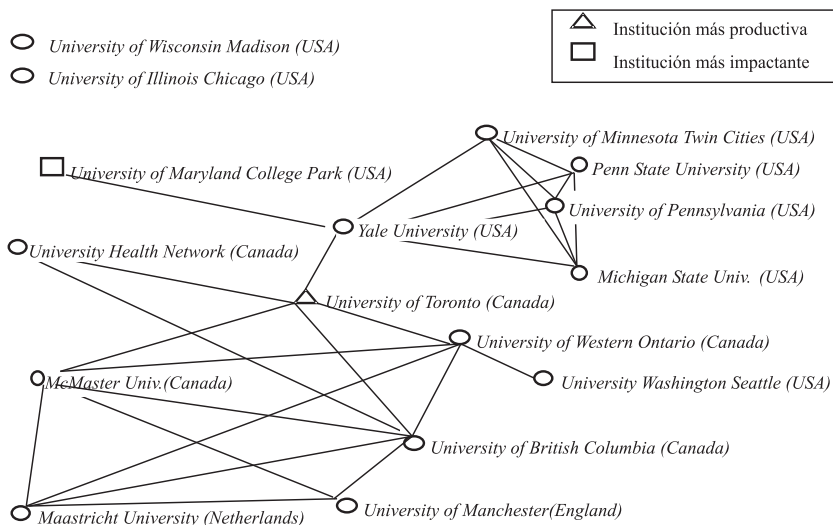 Institución más productiva
Institución más impactante
University of Wisconsin Madison (USA)
University of Illinois Chicago (USA)
University of Minnesota Twin Cities (USA)
University of Maryland College Park (USA)
Penn State University (USA)
University of Pennsylvania (USA)
Yale University (USA)
University Health Network (Canada)
Michigan State Univ. (USA)
University of Toronto (Canada)
University of Western Ontario (Canada)
McMaster Univ.(Canada)
University Washington Seattle (USA)
University of British Columbia (Canada)
Maastricht University (Netherlands)
University of Manchester(England)